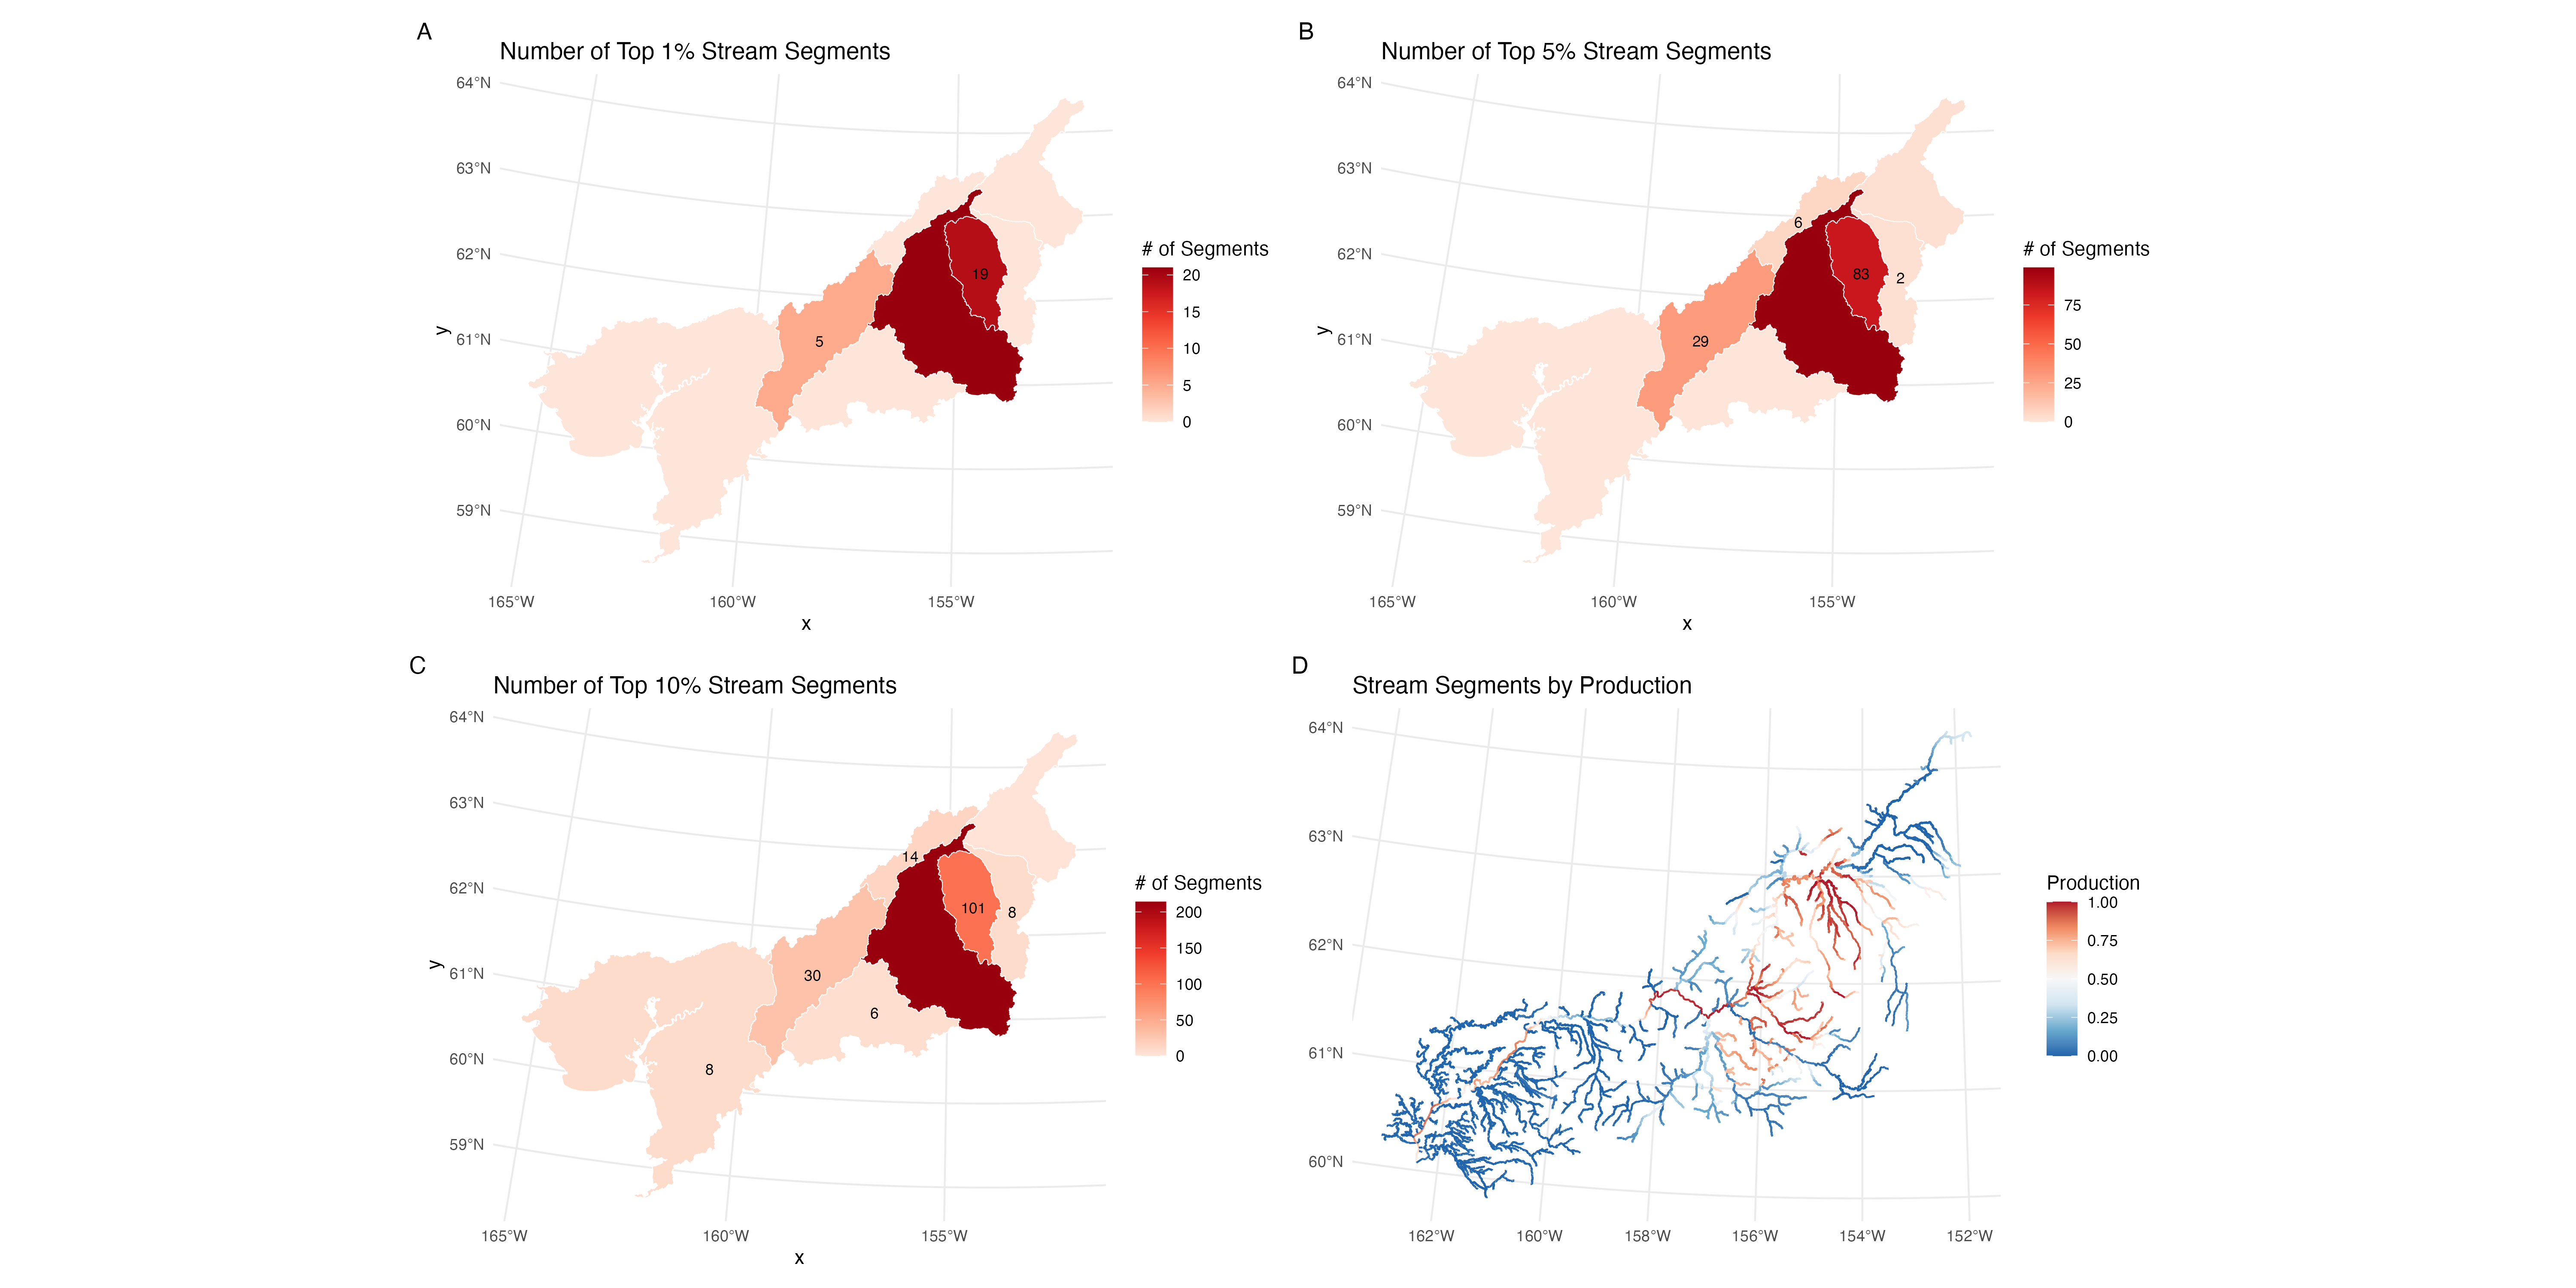 A
Number of Top 1% Stream Segments
64°N
63°N
62°N
61°N
60°N
59°N
y
19
5
165°W
160°W
155°W
x
# of Segments
20
15
10
5
0
B
Number of Top 5% Stream Segments
64°N
63°N
62°N
61°N
60°N
59°N
y
6
83
2
29
165°W
160°W
155°W
x
# of Segments
75
50
25
0
C
Number of Top 10% Stream Segments
64°N
63°N
62°N
61°N
60°N
59°N
y
14
101
8
30
6
8
165°W
160°W
155°W
x
# of Segments
200
150
100
50
0
D
Stream Segments by Production
64°N
63°N
62°N
61°N
60°N
162°W
160°W
158°W
156°W
154°W
152°W
Production
1.00
0.75
0.50
0.25
0.00